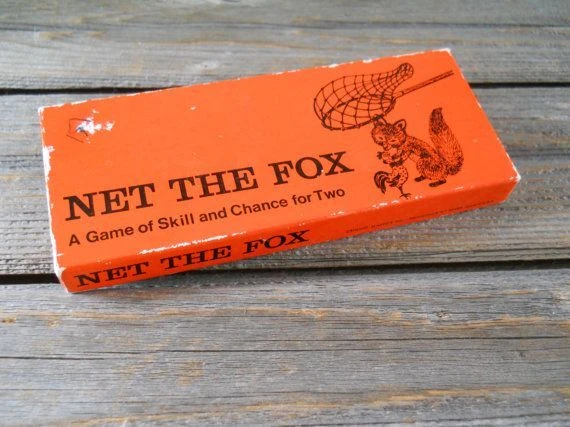 NET THE FOX
A Game of Skill and Chance for Two
NET THE FOX